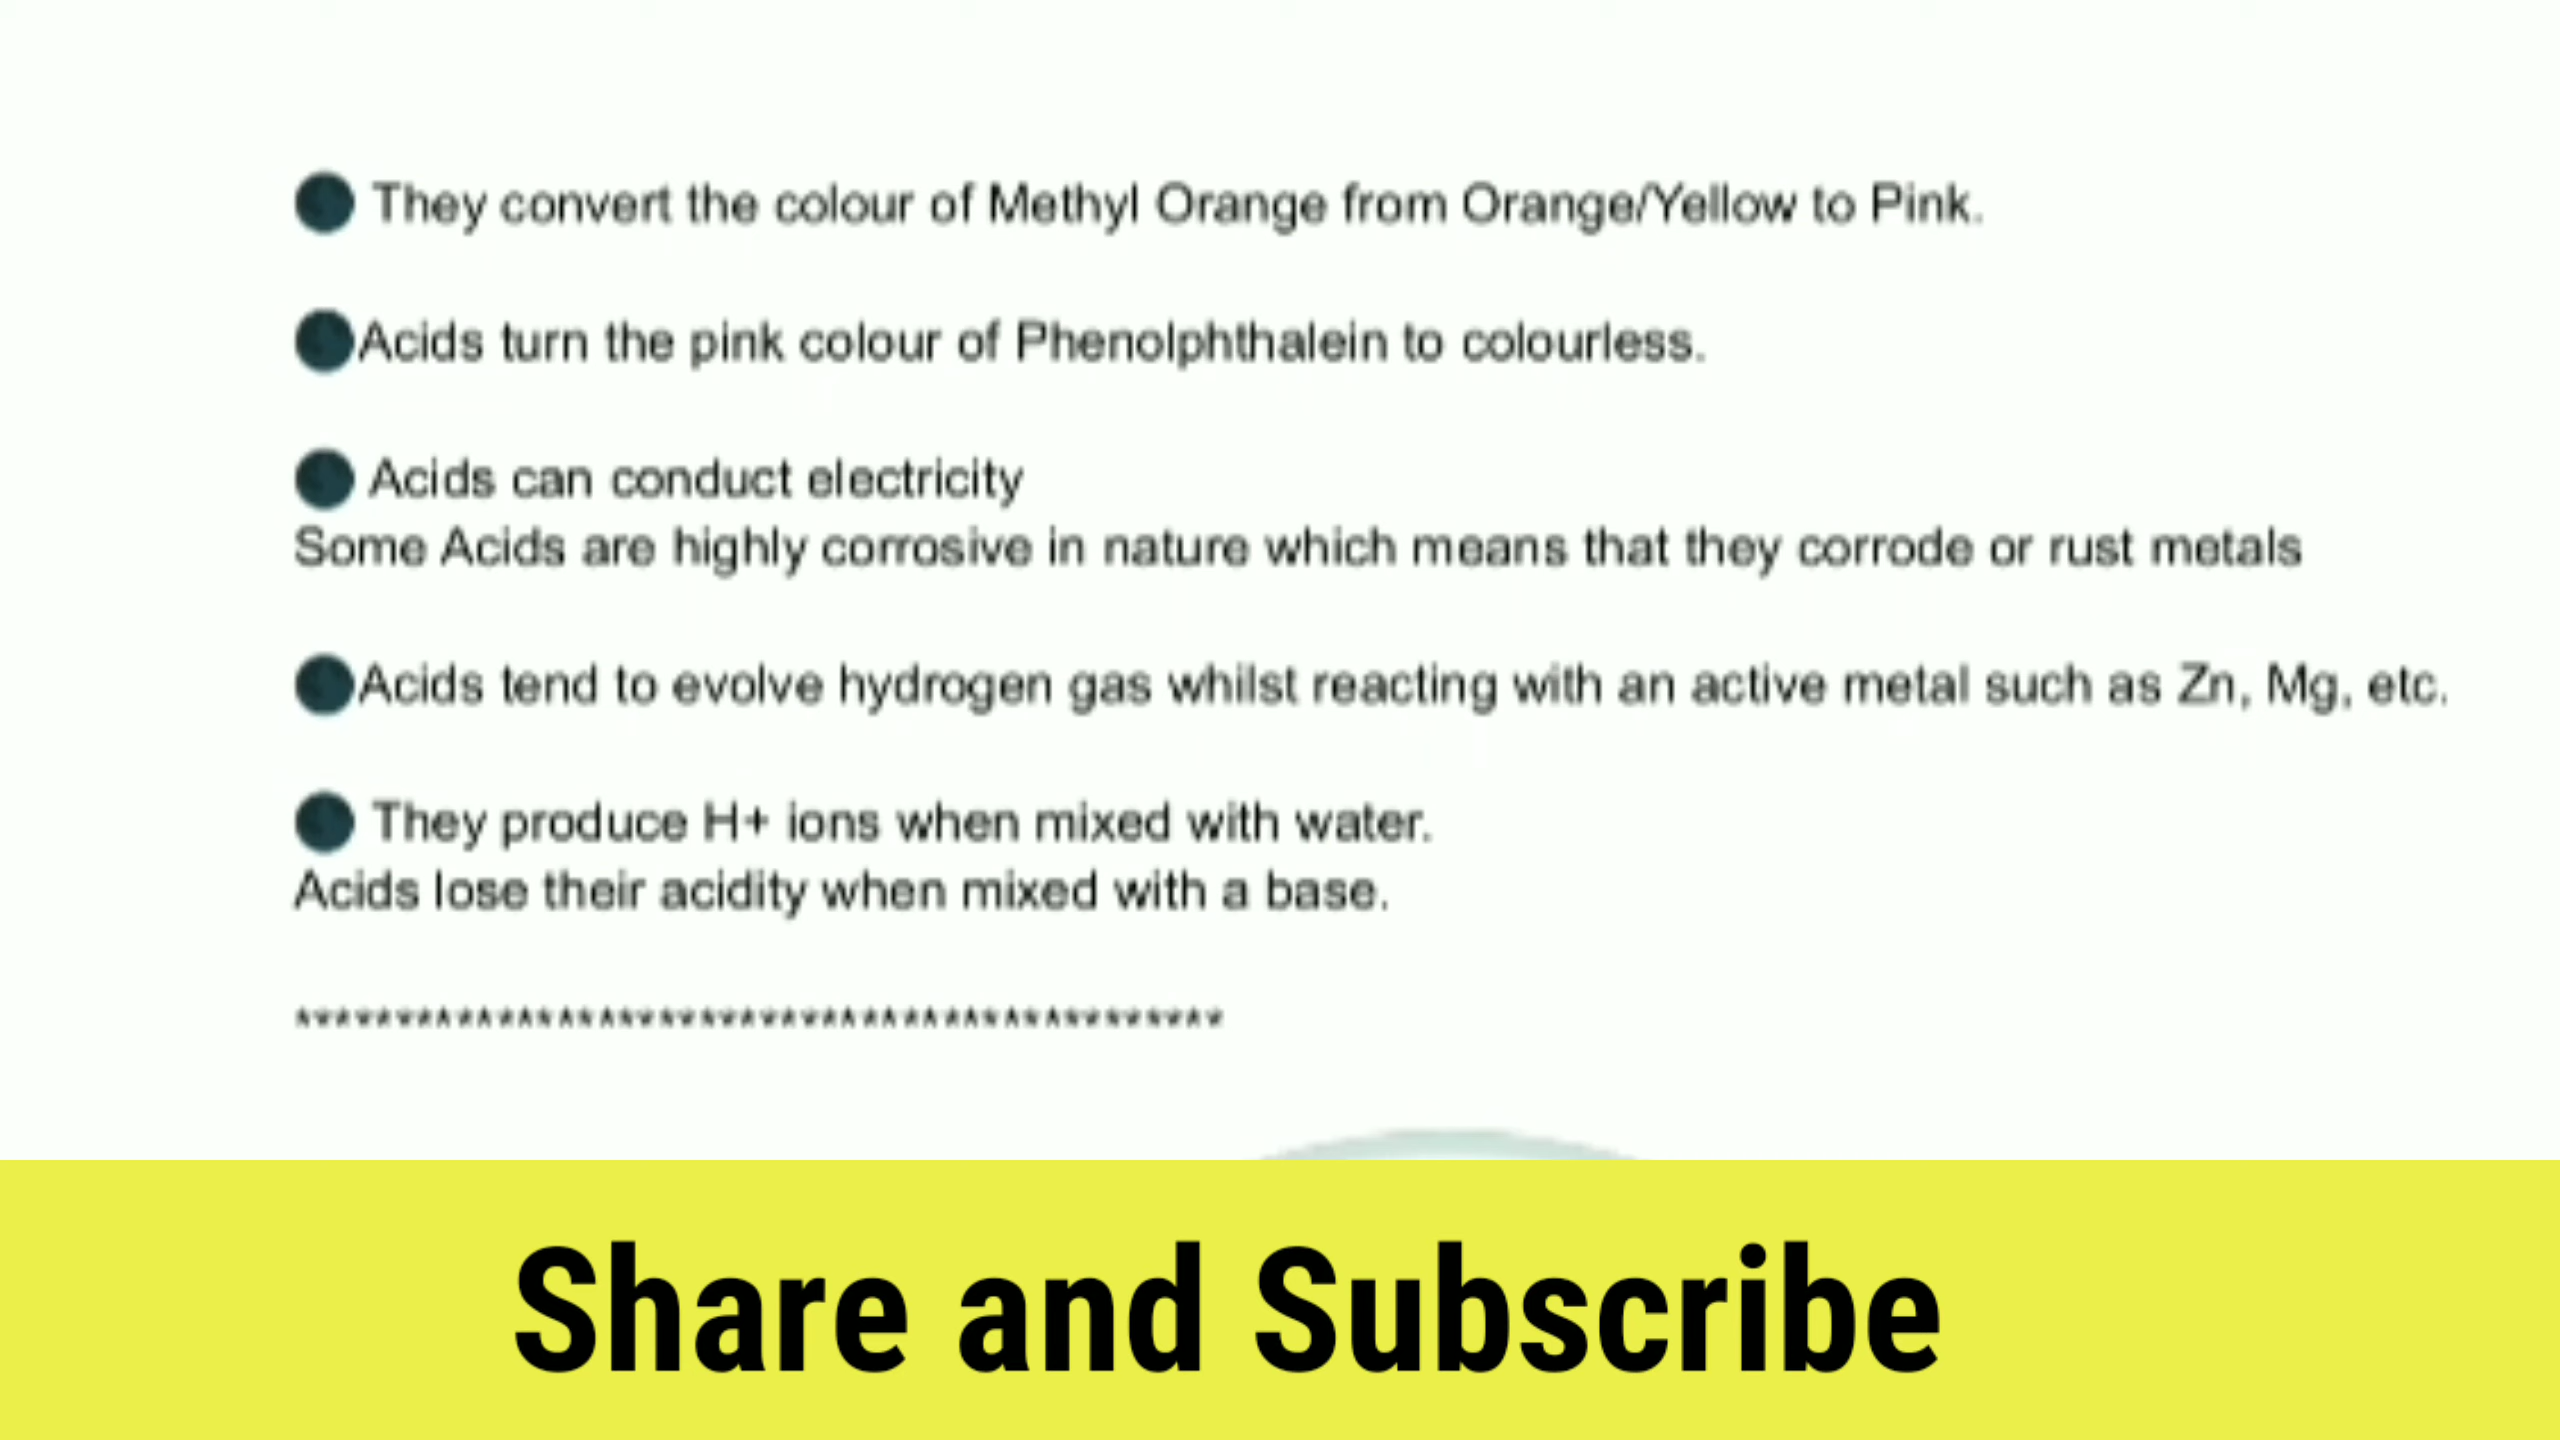 ● They convert the colour of Methyl Orange from Orange/Yellow to Pink.
●Acids turn the pink colour of Phenolphthalein to colourless.
● Acids can conduct electricity
Some Acids are highly corrosive in nature which means that they corrode or rust metals
●Acids tend to evolve hydrogen gas whilst reacting with an active metal such as Zn, Mg, etc.
● They produce H+ ions when mixed with water.
Acids lose their acidity when mixed with a base.
**********************************************
Share and Subscribe